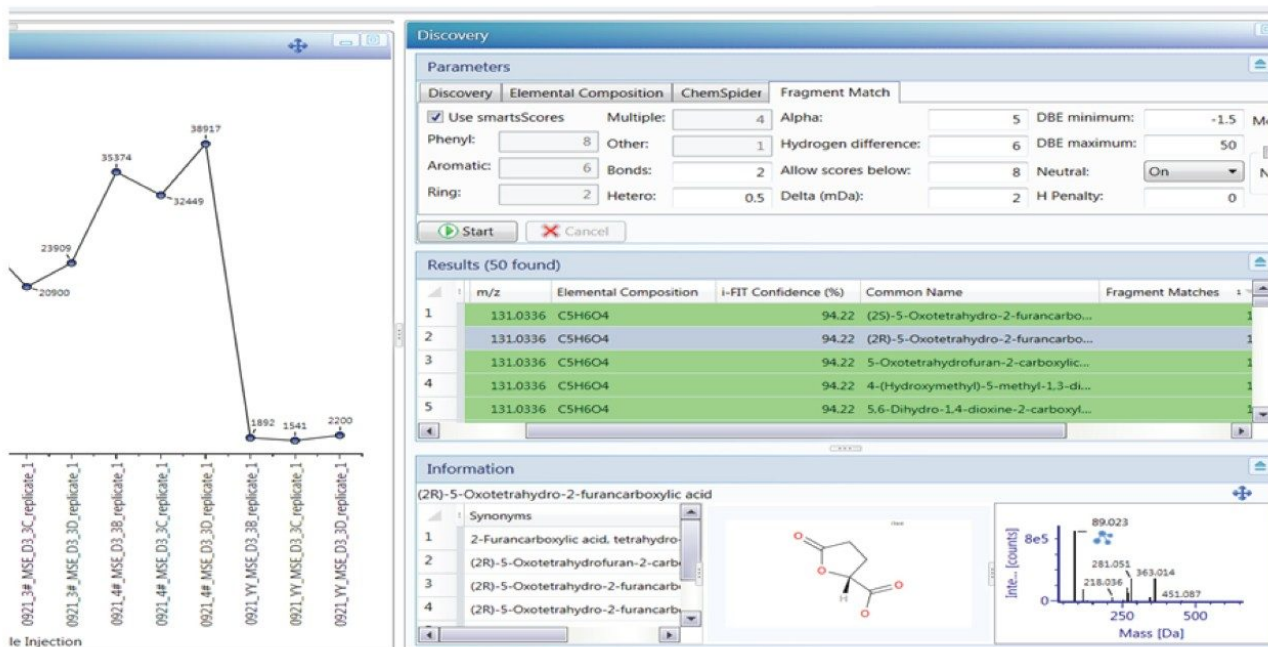 38917
35374
32449
23909
20900
1892
1541
2200
0921_3#_MSE_D3_3C_replicate_1
0921_3#_MSE_D3_3D_replicate_1
0921_4#_MSE_D3_3B_replicate_1
0921_4#_MSE_D3_3C_replicate_1
0921_4#_MSE_D3_3D_replicate_1
0921_YY_MSE_D3_3B_replicate_1
0921_YY_MSE_D3_3C_replicate_1
0921_YY_MSE_D3_3D_replicate_1
le Injection
Discovery
Parameters
Discovery Elemental Composition ChemSpider Fragment Match
Use smartsScores Multiple: 4 Alpha: 5 DBE minimum: -1.5
Phenyl: 8 Other: 1 Hydrogen difference: 6 DBE maximum: 50
Aromatic: 6 Bonds: 2 Allow scores below: 8 Neutral: On
Ring: 2 Hetero: 0.5 Delta (mDa): 2 H Penalty: 0
Start Cancel
Results (50 found)
m/z Elemental Composition i-FIT Confidence (%) Common Name Fragment Matches 1
1 131.0336 C5H6O4 94.22 (2S)-5-Oxotetrahydro-2-furancarbo... 1
2 131.0336 C5H6O4 94.22 (2R)-5-Oxotetrahydro-2-furancarbo... 1
3 131.0336 C5H6O4 94.22 5-Oxotetrahydrofuran-2-carboxylic... 1
4 131.0336 C5H6O4 94.22 4-(Hydroxymethyl)-5-methyl-1,3-di... 1
5 131.0336 C5H6O4 94.22 5,6-Dihydro-1,4-dioxine-2-carboxyl... 1
Information
(2R)-5-Oxotetrahydro-2-furancarboxylic acid
Synonyms
1 2-Furancarboxylic acid, tetrahydro-
2 (2R)-5-Oxotetrahydrofuran-2-carb
3 (2R)-5-Oxotetrahydro-2-furancarb
4 (2R)-5-Oxotetrahydro-2-furancarb
O
O
O
H
O
Inte... [counts]
8e5
0
89.023
281.051
363.014
218.036
451.087
250 500
Mass [Da]